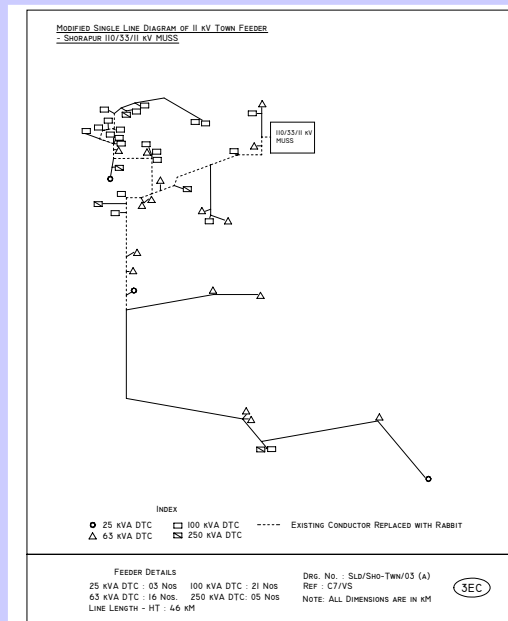 Modified Single Line Diagram of 11 kV Town Feeder
- Shorapur 110/33/11 kV MUSS
110/33/11 kV
MUSS
Index
25 kVA DTC
100 kVA DTC
Existing Conductor Replaced with Rabbit
63 kVA DTC
250 kVA DTC
Feeder Details
25 kVA DTC : 03 Nos 100 kVA DTC : 21 Nos
63 kVA DTC : 16 Nos. 250 kVA DTC: 05 Nos
Line Length - HT : 46 kM
Drg. No. : Sld/Sho-Twn/03 (A)
Ref : C7/VS
Note: All Dimensions are in kM
3EC